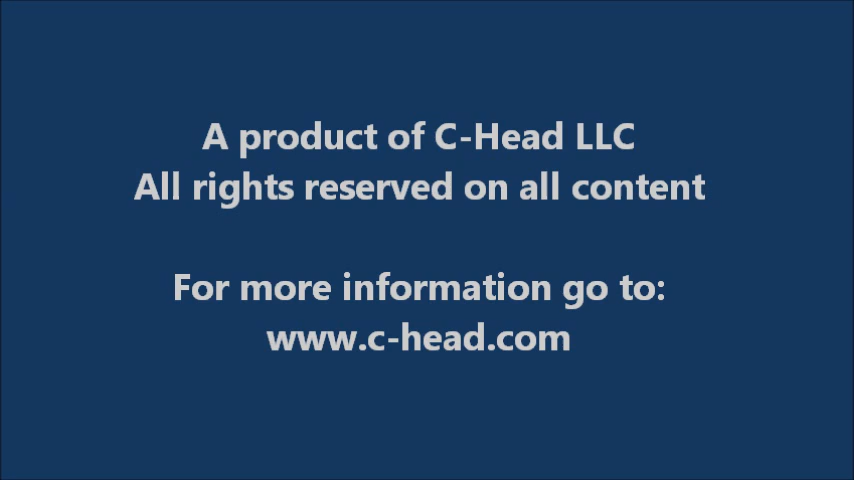 A product of C-Head LLC
All rights reserved on all content
For more information go to:
www.c-head.com